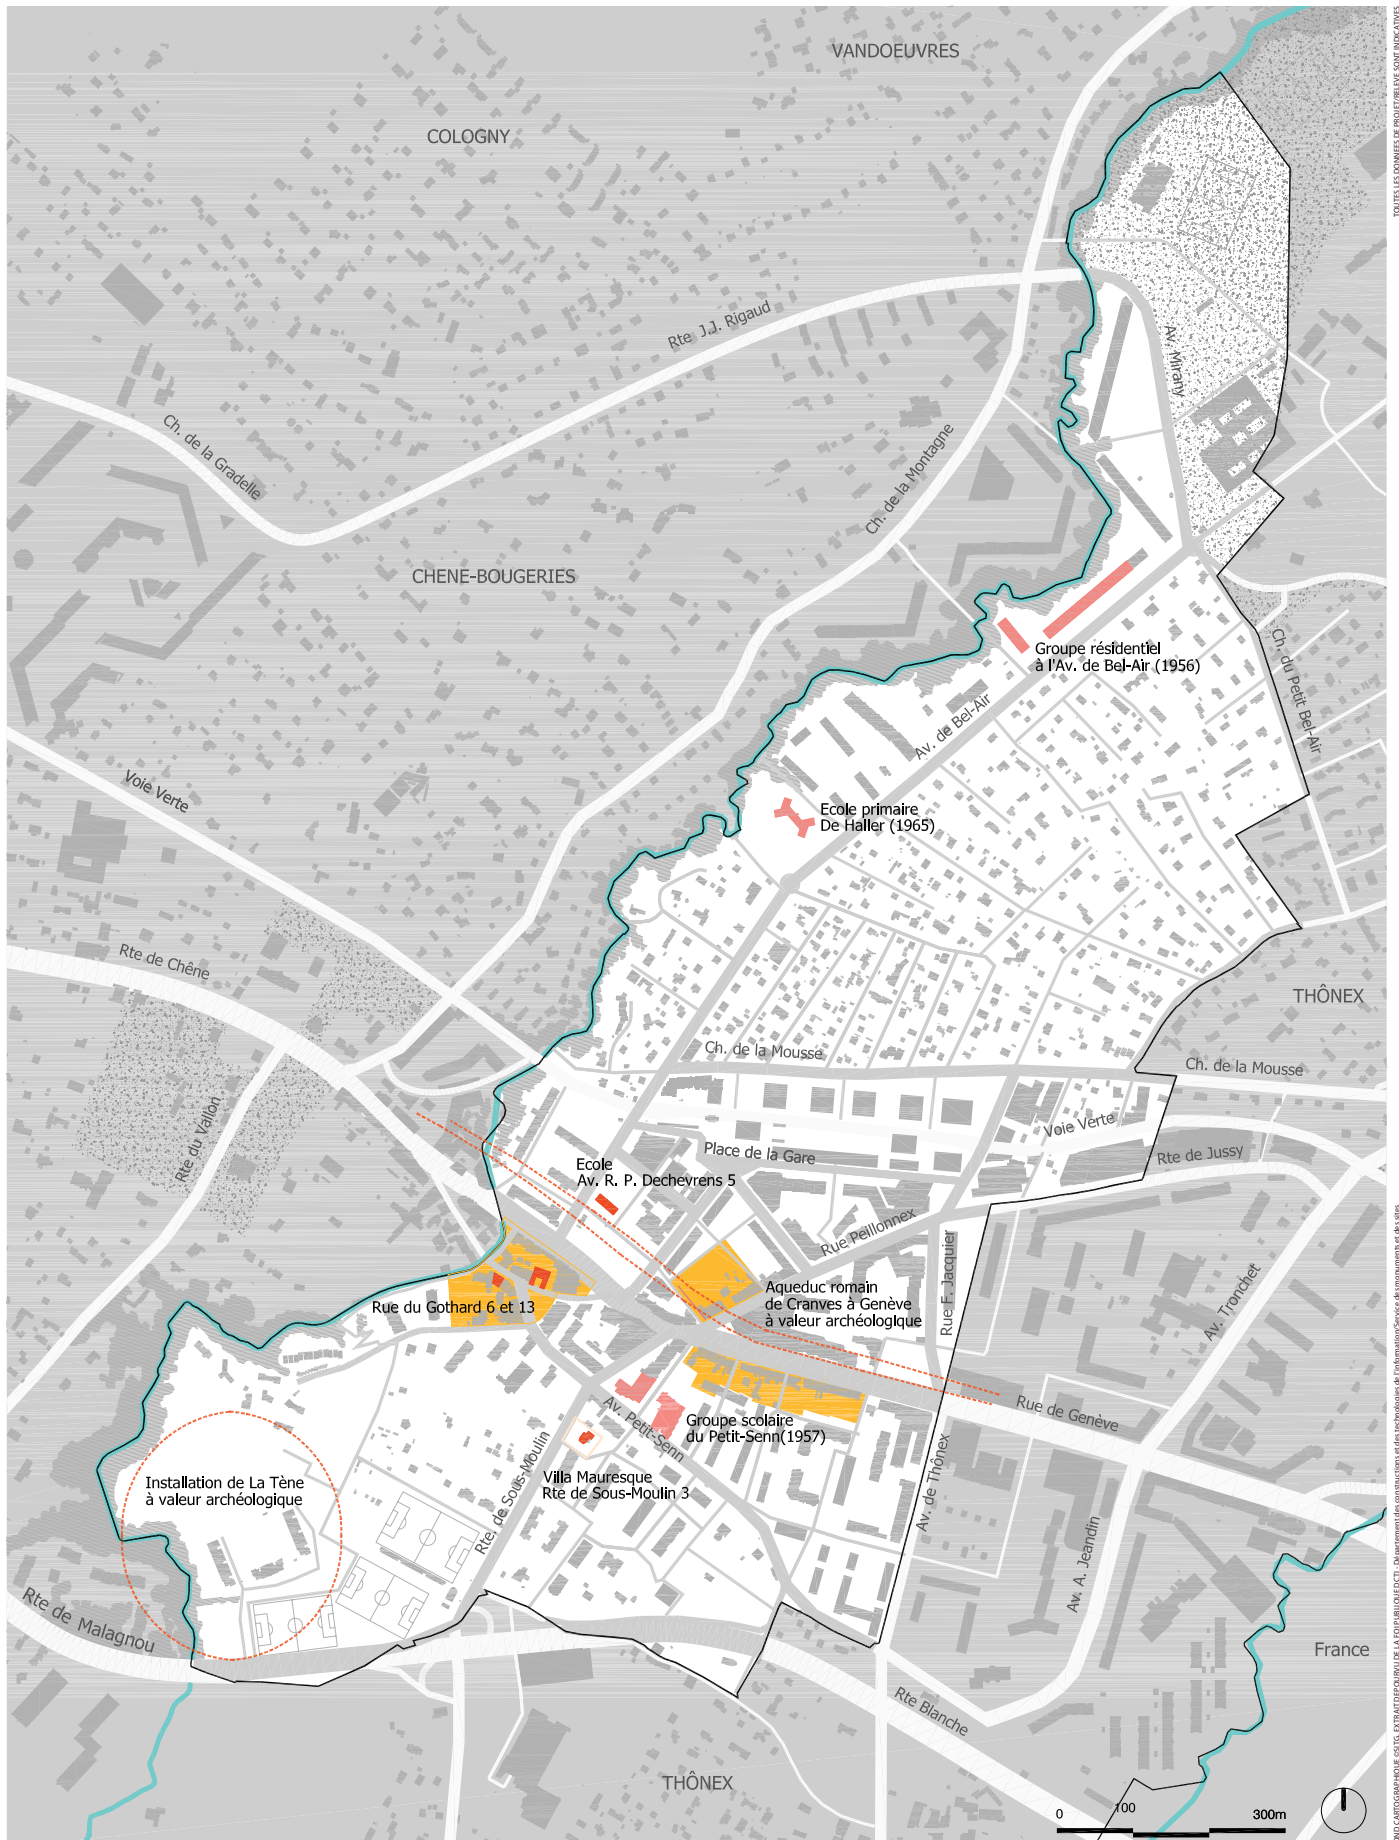 VANDOEUVRES
COLOGNY
TOUTES LES DONNEES DE PROJET/RELEVE SONT INDICATIVES
Rte J.J. Rigaud
Av. Mirany
Ch. de la Gradelle
Ch. de la Montagne
CHENE-BOUGERIES
Groupe résidentiel
à l'Av. de Bel-Air (1956)
Ch. du Petit Bel-Air
Av. de Bel-Air
Voie Verte
Ecole primaire
De Haller (1965)
Rte de Chêne
THÔNEX
Ch. de la Mousse
Ch. de la Mousse
Rte du Vallon
Voie Verte
Place de la Gare
Rte de Jussy
Ecole
Av. R. P. Dechevrens 5
Rue Peillonnex
Rue F. Jacquier
Av. Tronchet
Aqueduc romain
de Cranves à Genève
à valeur archéologique
Rue du Gothard 6 et 13
Rue de Genève
Av. Petit-Senn
Groupe scolaire
du Petit-Senn(1957)
Rte. de Sous-Moulin
Villa Mauresque
Rte de Sous-Moulin 3
Av. de Thônex
Installation de La Tène
à valeur archéologique
Av. A. Jeandin
Rte de Malagnou
France
Rte Blanche
THÔNEX
0
100
300m